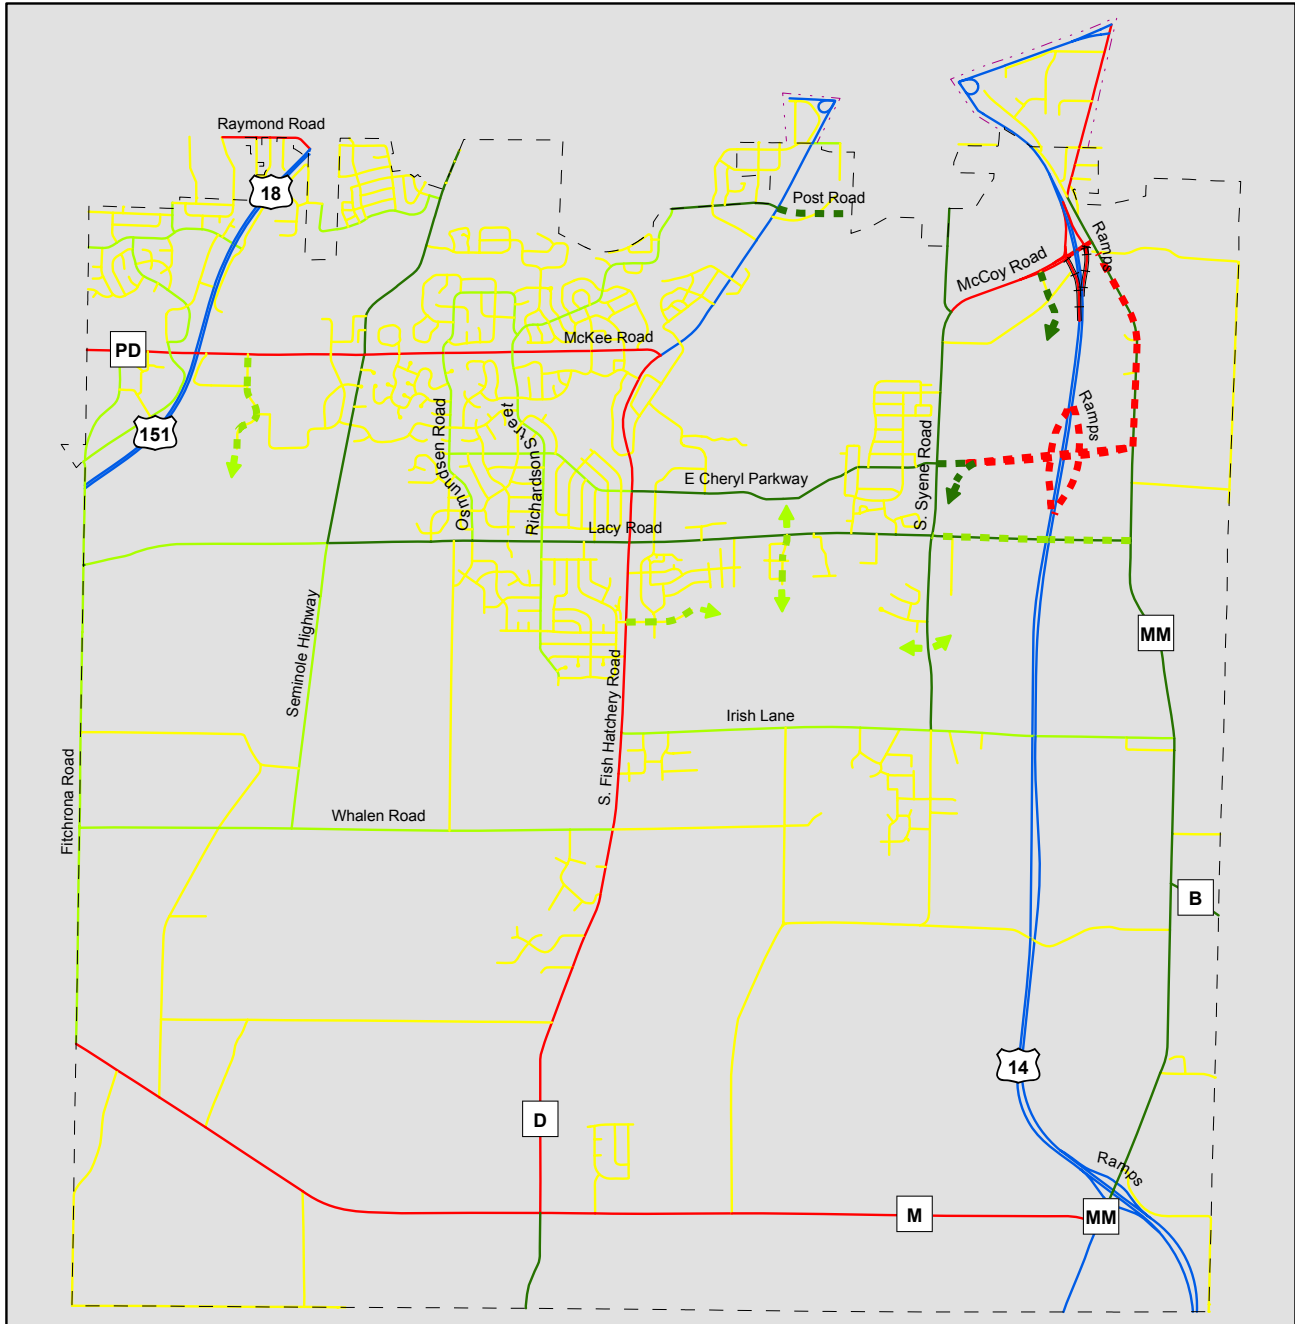 Raymond Road
18
Post Road
Ramps
McCoy Road
McKee Road
PD
Ramps
151
Osmundsen Road
Richardson Street
E Cheryl Parkway
S. Syene Road
Lacy Road
MM
Seminole Highway
S. Fish Hatchery Road
Irish Lane
Fitchrona Road
Whalen Road
B
14
D
Ramps
M
MM